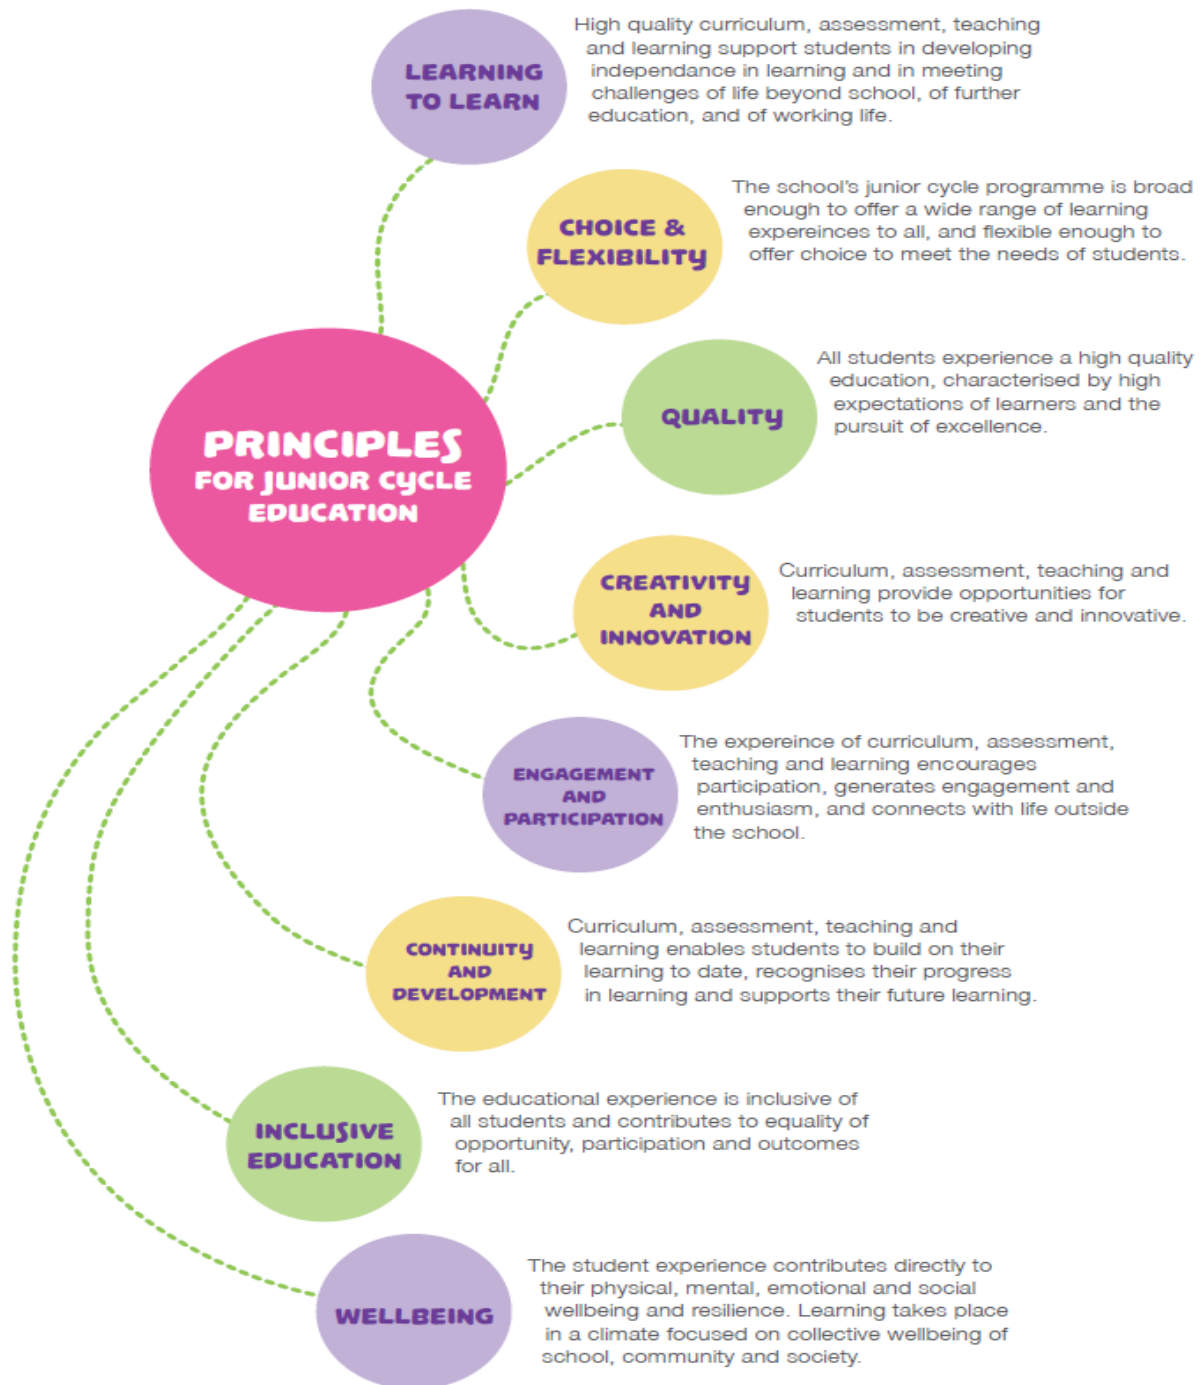 LEARNING
TO LEARN
High quality curriculum, assessment, teaching
and learning support students in developing
independance in learning and in meeting
challenges of life beyond school, of further
education, and of working life.
CHOICE &
FLEXIBILITY
The school's junior cycle programme is broad
enough to offer a wide range of learning
expereinces to all, and flexible enough to
offer choice to meet the needs of students.
PRINCIPLES
FOR JUNIOR CYCLE
EDUCATION
QUALITY
All students experience a high quality
education, characterised by high
expectations of learners and the
pursuit of excellence.
CREATIVITY
AND
INNOVATION
Curriculum, assessment, teaching and
learning provide opportunities for
students to be creative and innovative.
ENGAGEMENT
AND
PARTICIPATION
The expereince of curriculum, assessment,
teaching and learning encourages
participation, generates engagement and
enthusiasm, and connects with life outside
the school.
CONTINUITY
AND
DEVELOPMENT
Curriculum, assessment, teaching and
learning enables students to build on their
learning to date, recognises their progress
in learning and supports their future learning.
INCLUSIVE
EDUCATION
The educational experience is inclusive of
all students and contributes to equality of
opportunity, participation and outcomes
for all.
WELLBEING
The student experience contributes directly to
their physical, mental, emotional and social
wellbeing and resilience. Learning takes place
in a climate focused on collective wellbeing of
school, community and society.